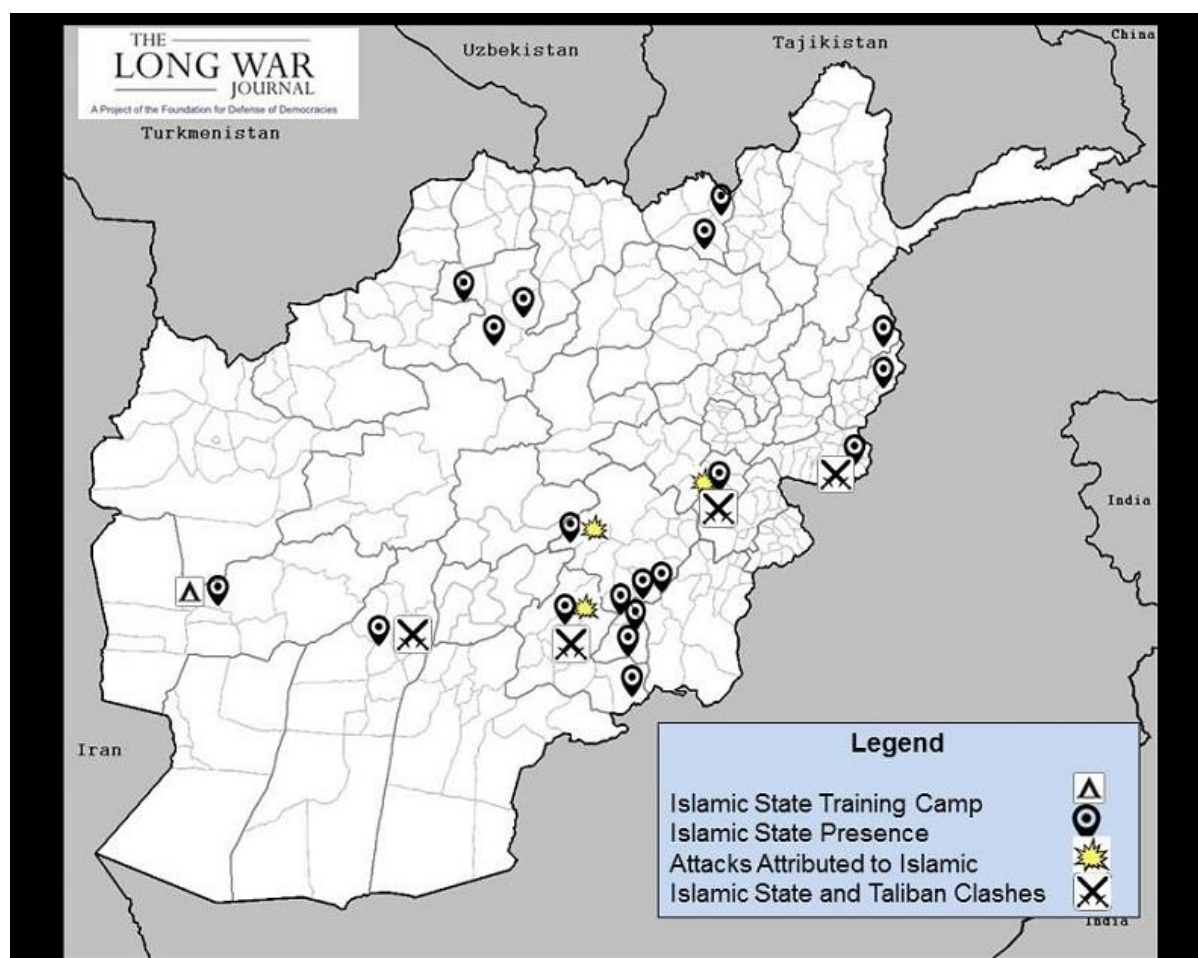 THE
LONG WAR
JOURNAL
A Project of the Foundation for Defense of Democracies
Uzbekistan
Tajikistan
China
Turkmenistan
India
Iran
Legend
Islamic State Training Camp
Islamic State Presence
Attacks Attributed to Islamic
Islamic State and Taliban Clashes
India